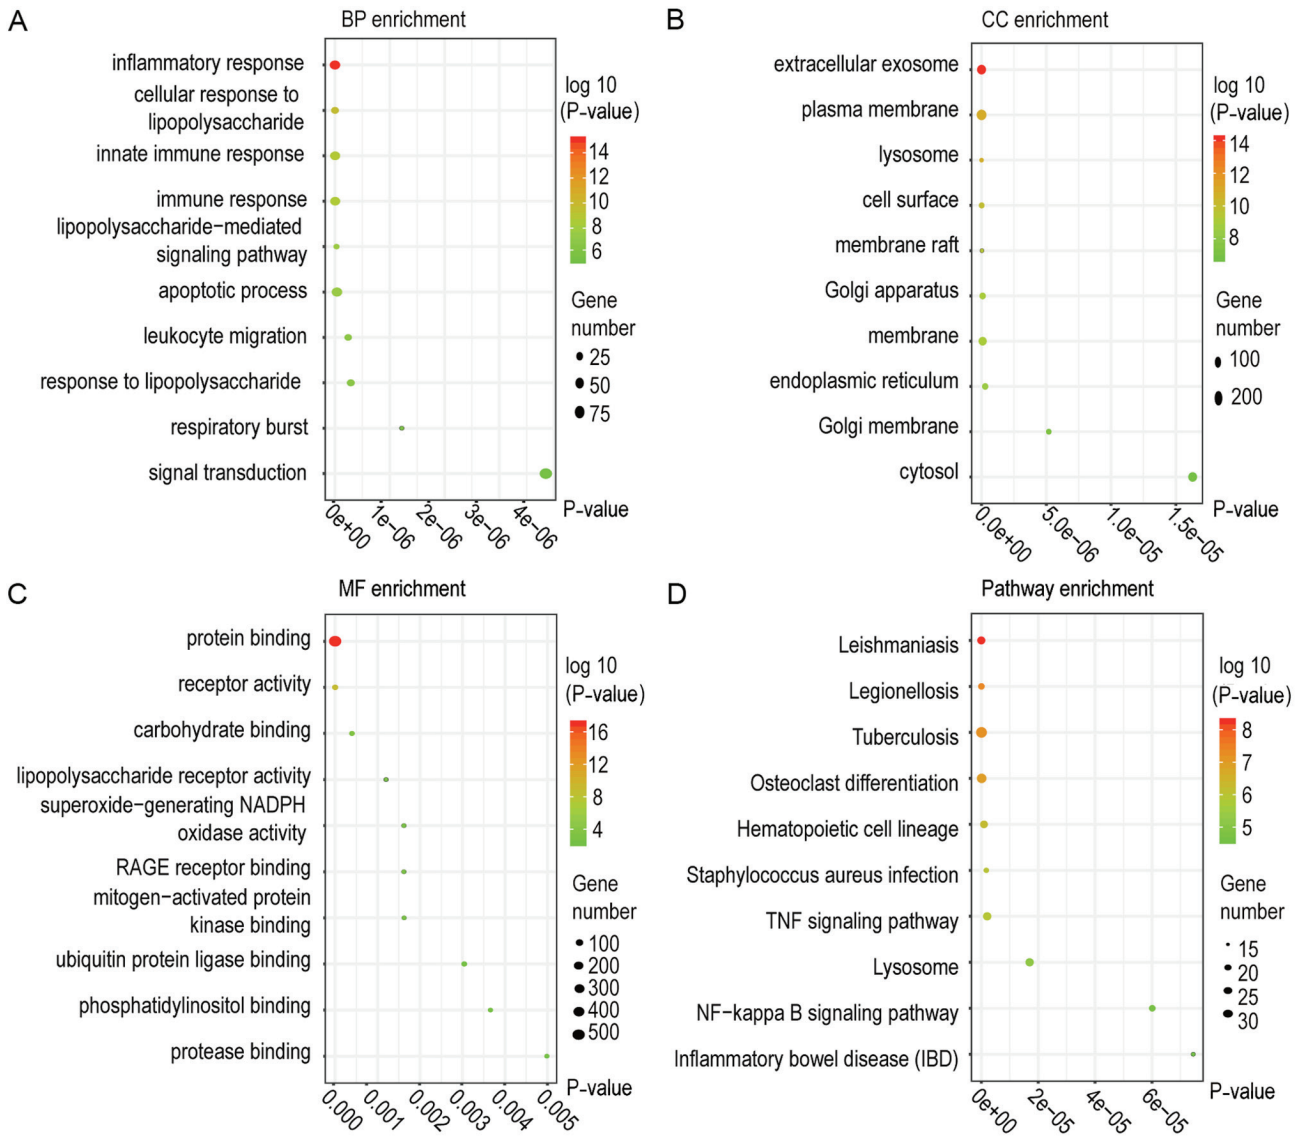 A
BP enrichment
inflammatory response
cellular response to
lipopolysaccharide
innate immune response
immune response
lipopolysaccharide−mediated
signaling pathway
apoptotic process
leukocyte migration
response to lipopolysaccharide
respiratory burst
signal transduction
0e+00
1e−06
2e−06
3e−06
4e−06
P−value
log 10
(P−value)
14
12
10
8
6
Gene
number
25
50
75
B
CC enrichment
extracellular exosome
plasma membrane
lysosome
cell surface
membrane raft
Golgi apparatus
membrane
endoplasmic reticulum
Golgi membrane
cytosol
0.0e+00
5.0e−06
1.0e−05
1.5e−05
P−value
log 10
(P−value)
14
12
10
8
Gene
number
100
200
C
MF enrichment
protein binding
receptor activity
carbohydrate binding
lipopolysaccharide receptor activity
superoxide−generating NADPH
oxidase activity
RAGE receptor binding
mitogen−activated protein
kinase binding
ubiquitin protein ligase binding
phosphatidylinositol binding
protease binding
0.000
0.001
0.002
0.003
0.004
0.005
P−value
log 10
(P−value)
16
12
8
4
Gene
number
100
200
300
400
500
D
Pathway enrichment
Leishmaniasis
Legionellosis
Tuberculosis
Osteoclast differentiation
Hematopoietic cell lineage
Staphylococcus aureus infection
TNF signaling pathway
Lysosome
NF−kappa B signaling pathway
Inflammatory bowel disease (IBD)
0e+00
2e−05
4e−05
6e−05
P−value
log 10
(P−value)
8
7
6
5
Gene
number
15
20
25
30